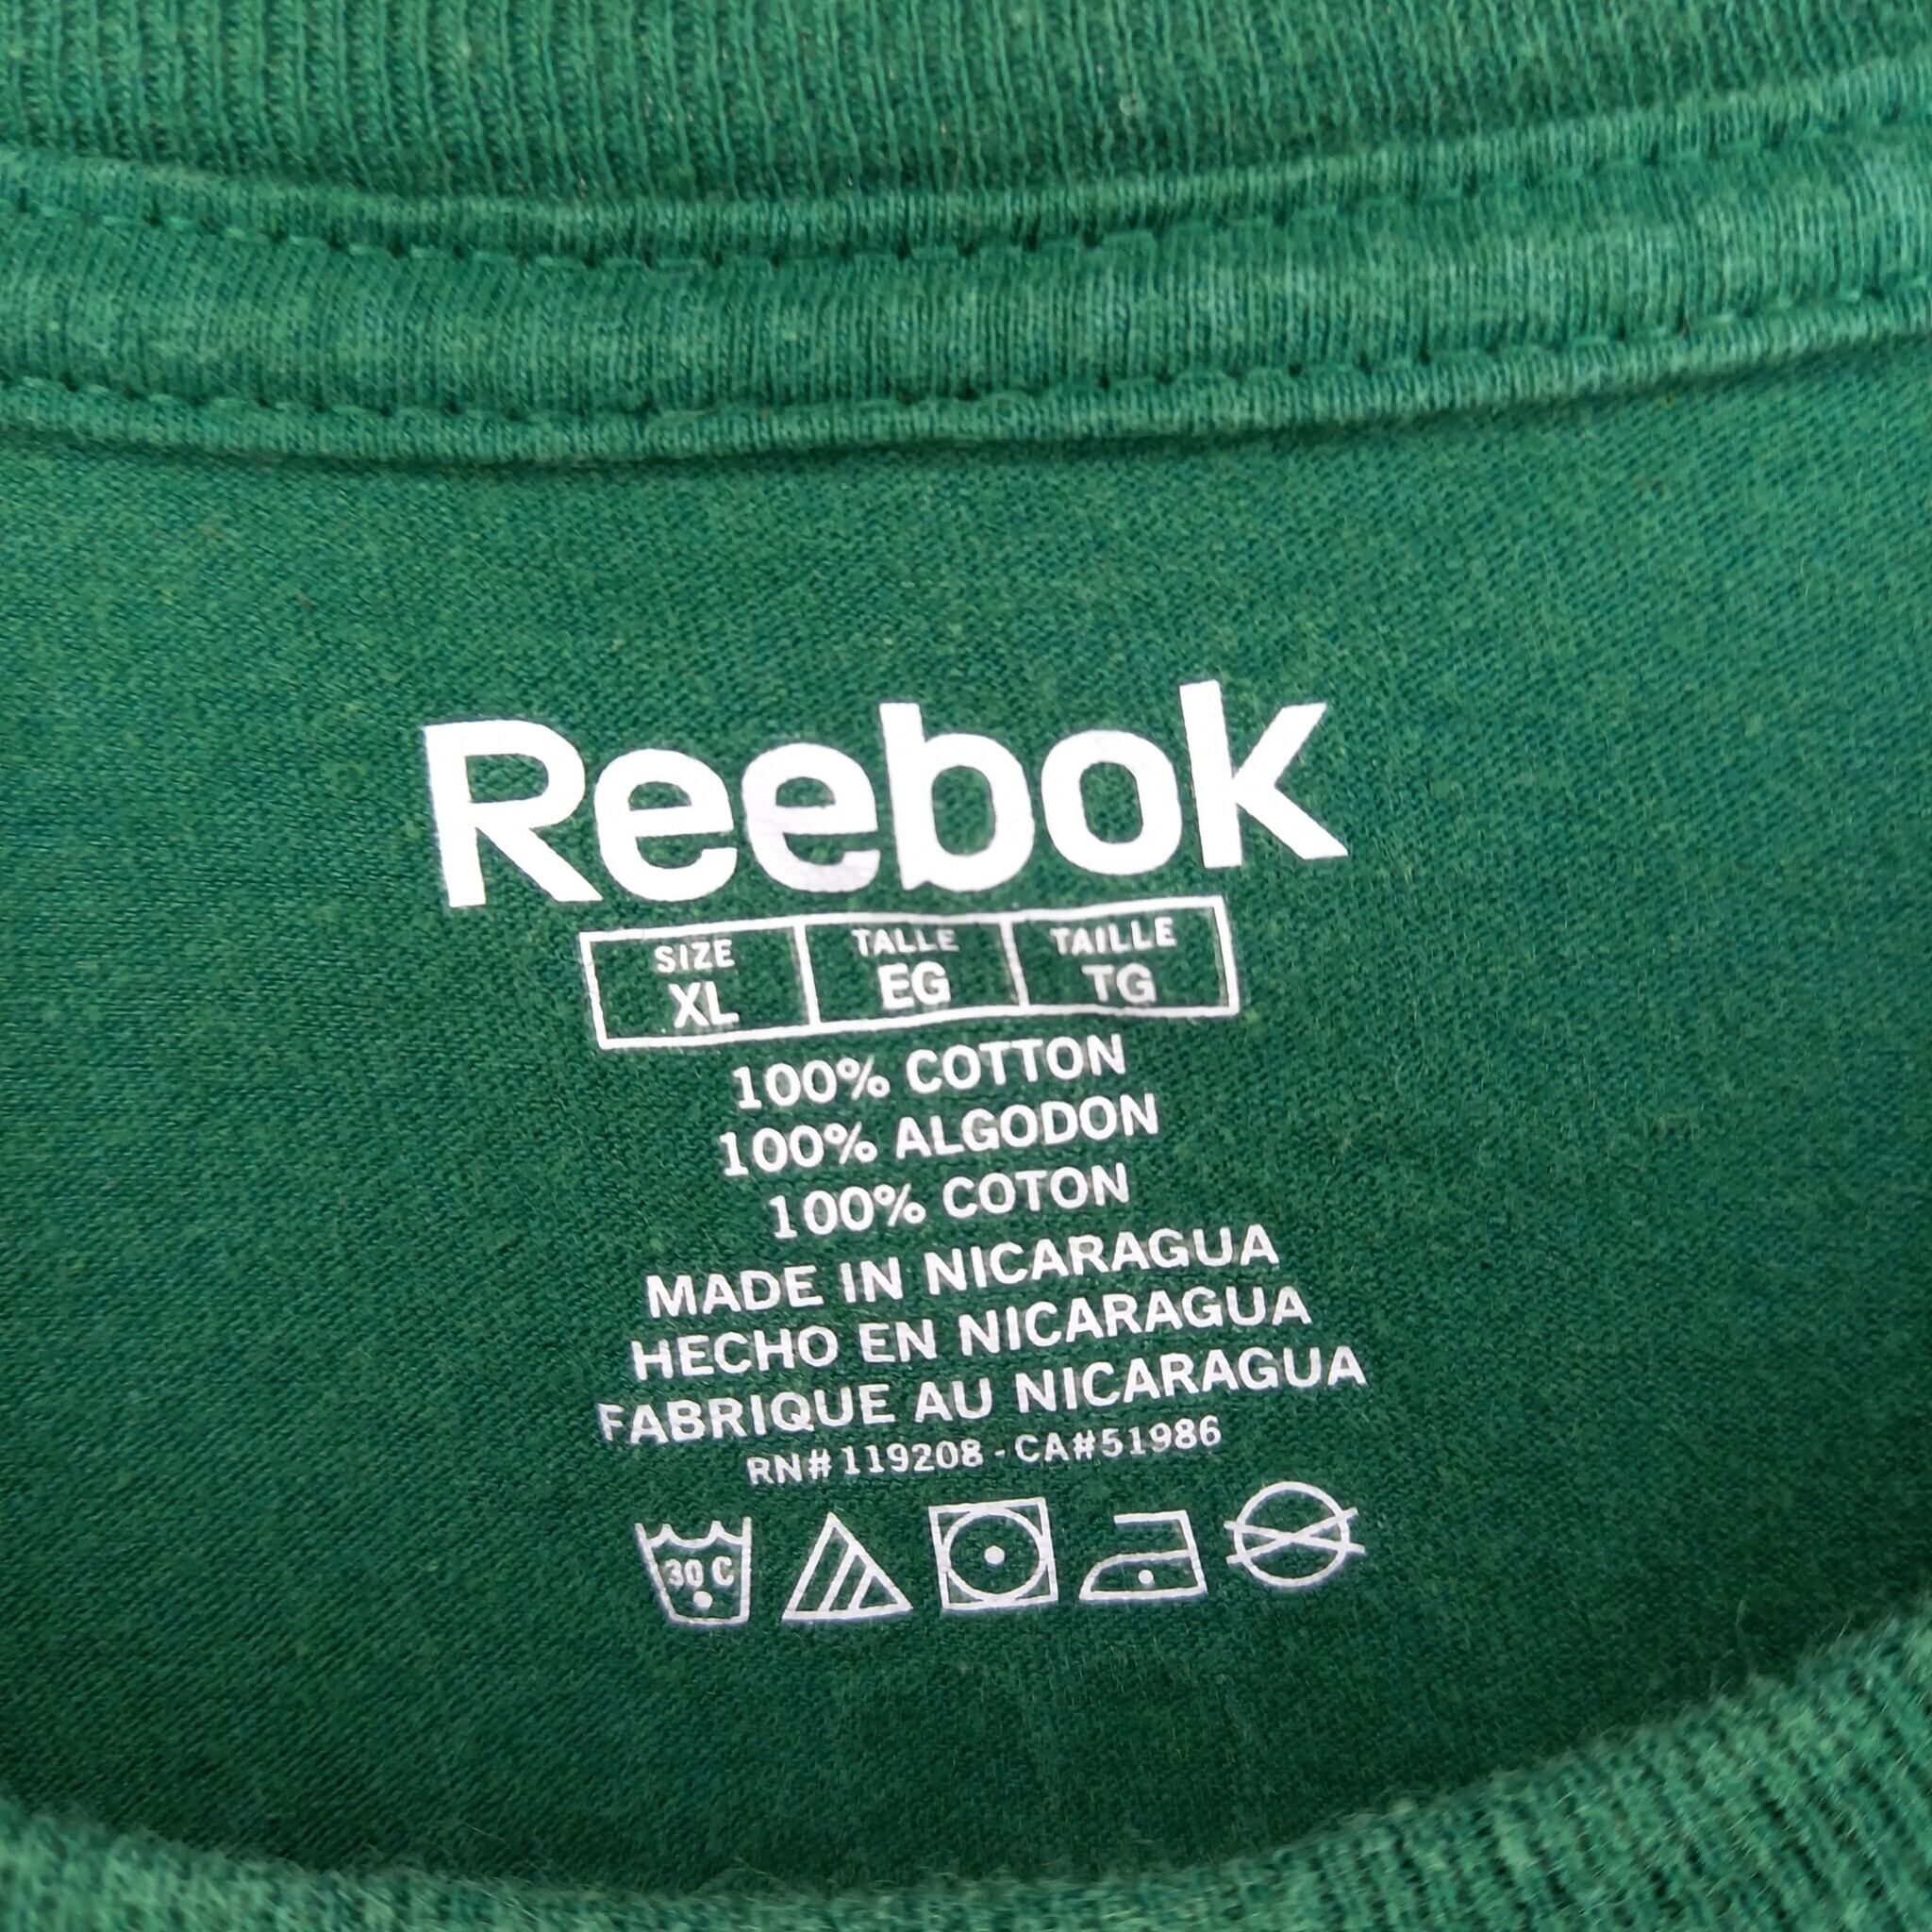 Reebok
SIZE TALLE TAILLE
XL EG TG
100% COTTON
100% ALGODON
100% COTON
MADE IN NICARAGUA
HECHO EN NICARAGUA
FABRIQUE AU NICARAGUA
RN#119208 - CA#51986
30 C